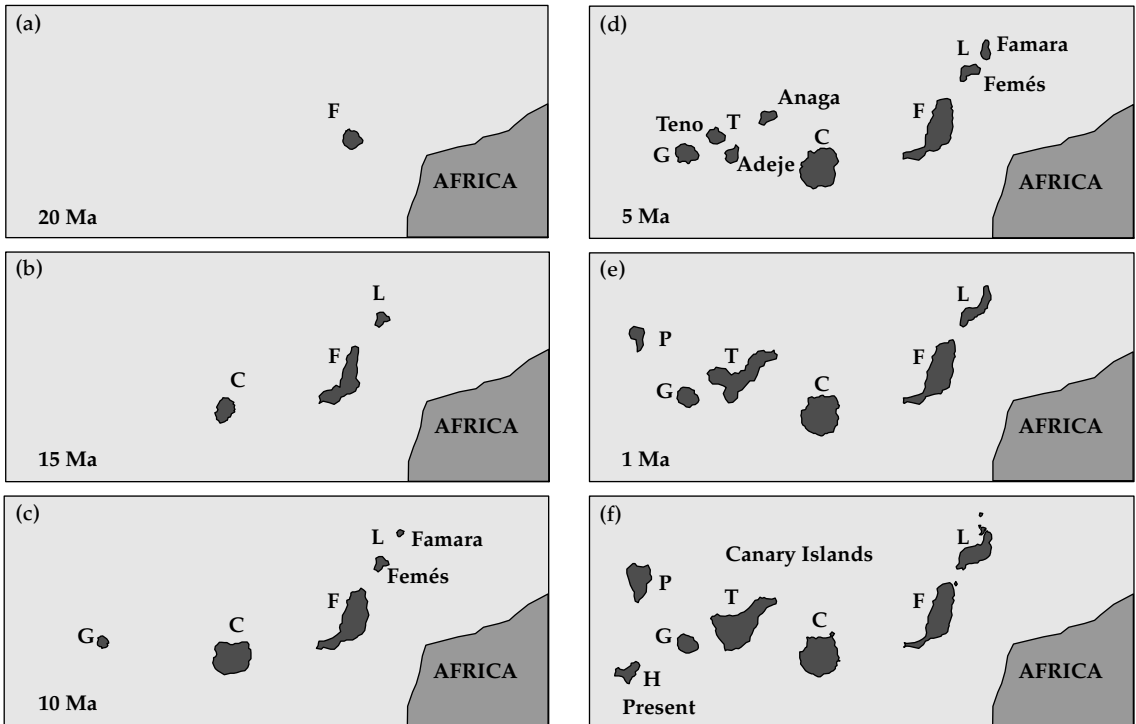 (a)
F
AFRICA
20 Ma
(b)
L
F
C
AFRICA
15 Ma
(c)
L
Famara
Femés
F
C
G
AFRICA
10 Ma
(d)
L
Famara
Femés
Anaga
F
Teno
T
C
G
Adeje
AFRICA
5 Ma
(e)
L
P
T
F
C
G
AFRICA
1 Ma
(f)
L
Canary Islands
P
T
F
C
G
H
AFRICA
Present